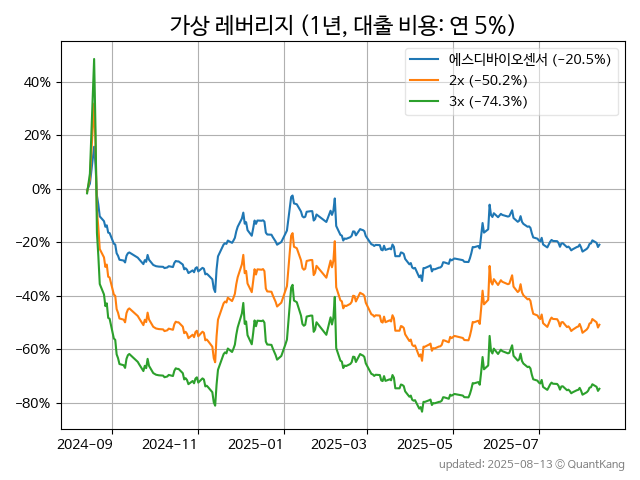 가상 레버리지 (1년, 대출 비용: 연 5%)
에스디바이오센서 (−20.5%)
2x (−50.2%)
3x (−74.3%)
40%
20%
0%
−20%
−40%
−60%
−80%
2024-09 2024-11 2025-01 2025-03 2025-05 2025-07
updated: 2025-08-13 © QuantKang